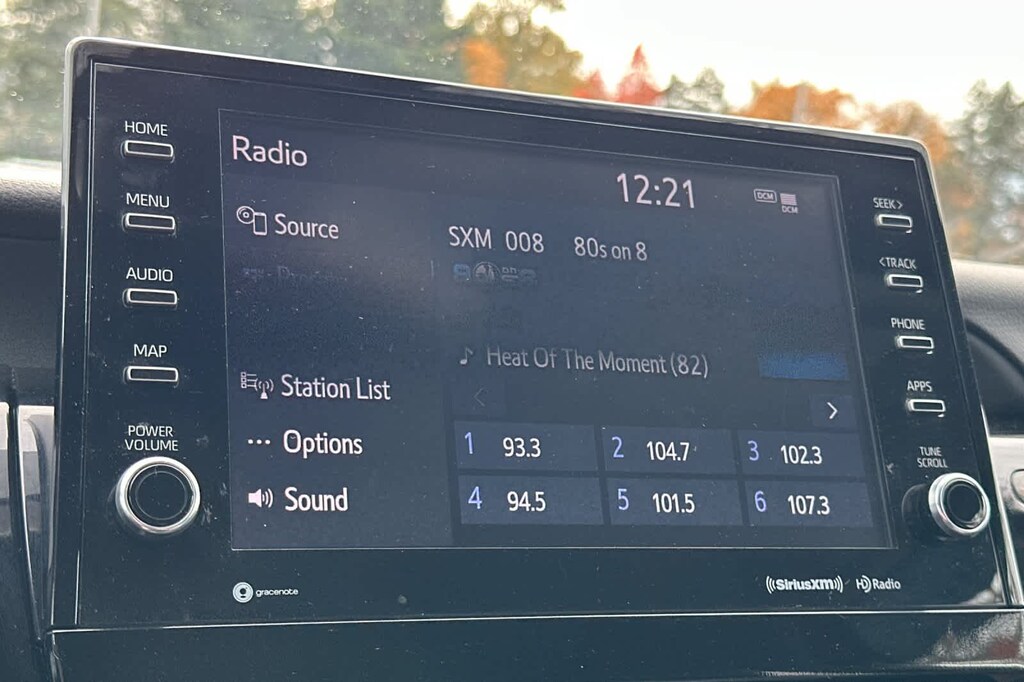 HOME
MENU
AUDIO
MAP
POWER
VOLUME
Radio
12:21
DCM
DCM
Source
SXM 008 80s on 8
Heat Of The Moment (82)
Station List
Options
Sound
1 93.3 2 104.7 3 102.3
4 94.5 5 101.5 6 107.3
SEEK>
<TRACK
PHONE
APPS
TUNE
SCROLL
gracenote
SiriusXM
HD Radio